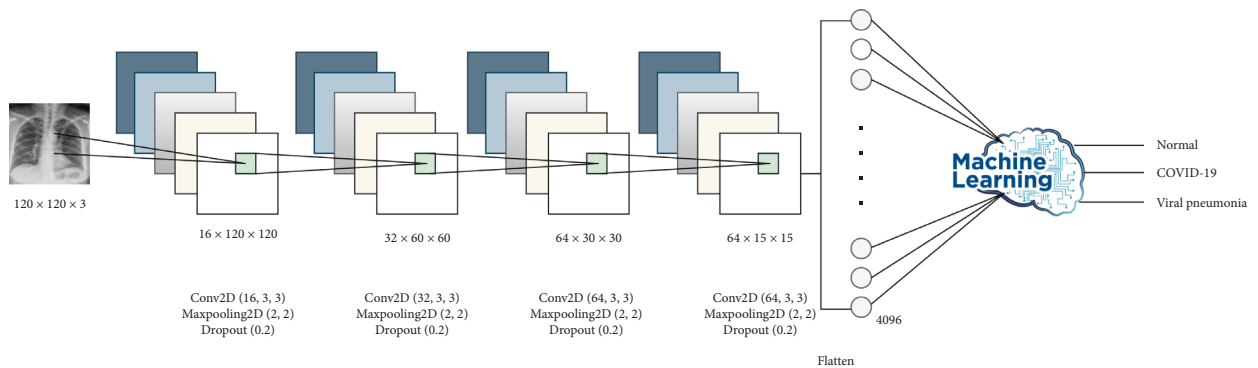 120 × 120 × 3
16 × 120 × 120
32 × 60 × 60
64 × 30 × 30
64 × 15 × 15
Conv2D (16, 3, 3)
Maxpooling2D (2, 2)
Dropout (0.2)
Conv2D (32, 3, 3)
Maxpooling2D (2, 2)
Dropout (0.2)
Conv2D (64, 3, 3)
Maxpooling2D (2, 2)
Dropout (0.2)
Conv2D (64, 3, 3)
Maxpooling2D (2, 2)
Dropout (0.2)
4096
Flatten
Machine
Learning
Normal
COVID-19
Viral pneumonia